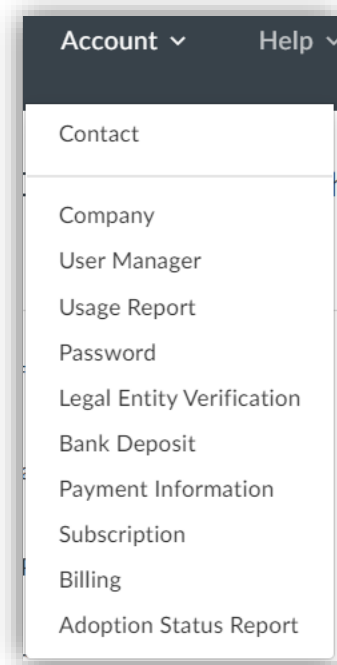 Account Help
Contact
Company
User Manager
Usage Report
Password
Legal Entity Verification
Bank Deposit
Payment Information
Subscription
Billing
Adoption Status Report